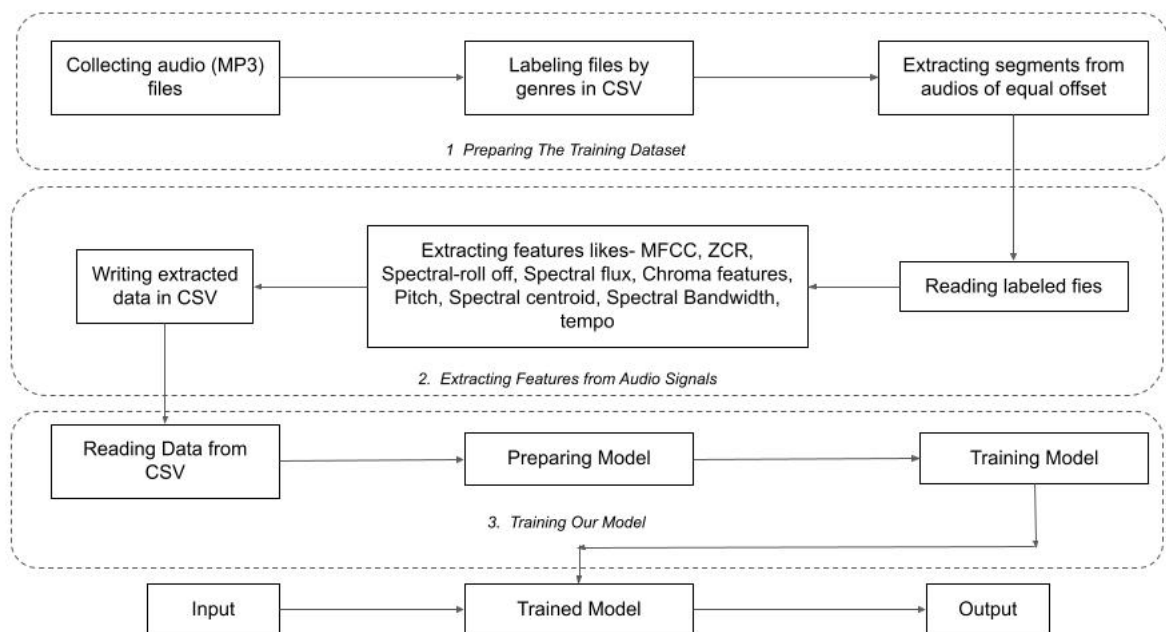 Collecting audio (MP3)
files
Labeling files by
genres in CSV
Extracting segments from
audios of equal offset
1 Preparing The Training Dataset
Writing extracted
data in CSV
Extracting features likes- MFCC, ZCR,
Spectral-roll off, Spectral flux, Chroma features,
Pitch, Spectral centroid, Spectral Bandwidth,
tempo
Reading labeled fies
2. Extracting Features from Audio Signals
Reading Data from
CSV
Preparing Model
Training Model
3. Training Our Model
Input
Trained Model
Output